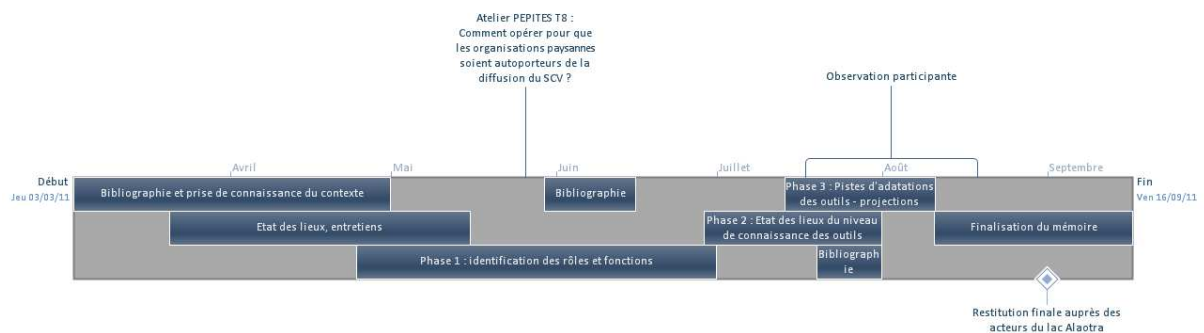 Atelier PEPITES T8 :
Comment opérer pour que
les organisations paysannes
soient autoporteurs de la
diffusion du SCV ?
Observation participante
Avril
Mai
Juin
Juillet
Août
Septembre
Début
Jeu 03/03/11
Fin
Ven 16/09/11
Bibliographie et prise de connaissance du contexte
Bibliographie
Phase 3 : Pistes d'adatations
des outils - projections
Etat des lieux, entretiens
Phase 2 : Etat des lieux du niveau
de connaissance des outils
Finalisation du mémoire
Phase 1 : identification des rôles et fonctions
Bibliograph
ie
Restitution finale auprès des
acteurs du lac Alaotra